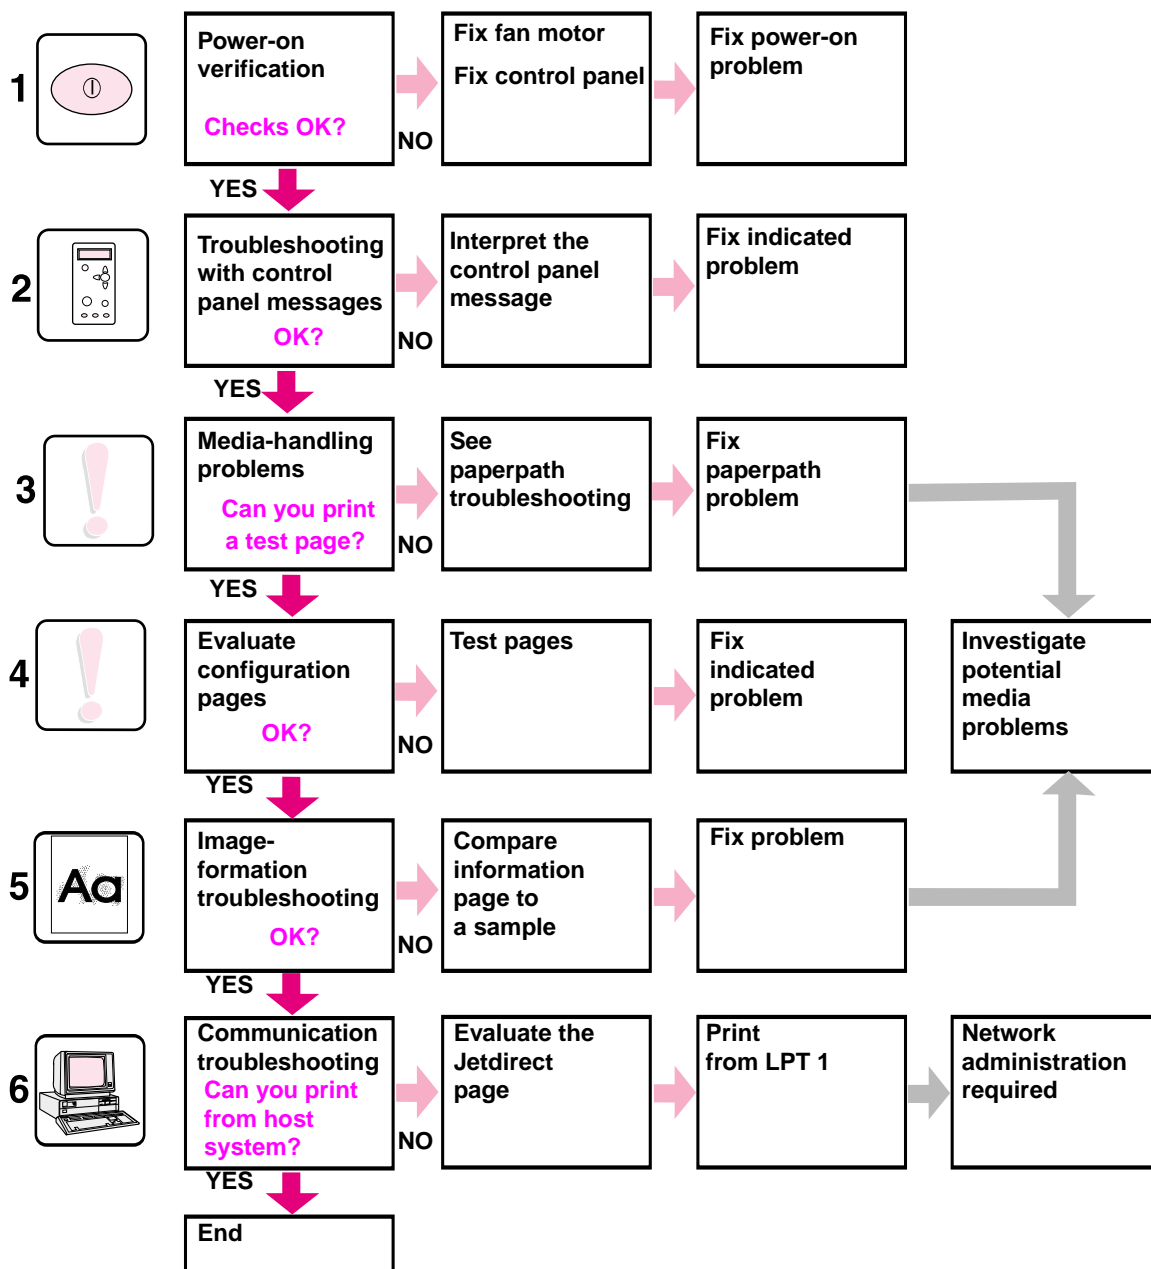 1
Power-on
verification
Checks OK?
NO
Fix fan motor
Fix control panel
Fix power-on
problem
YES
2
Troubleshooting
with control
panel messages
OK?
NO
Interpret the
control panel
message
Fix indicated
problem
YES
3
Media-handling
problems
Can you print
a test page?
NO
See
paperpath
troubleshooting
Fix
paperpath
problem
YES
4
Evaluate
configuration
pages
OK?
NO
Test pages
Fix
indicated
problem
Investigate
potential
media
problems
YES
5
Aa
Image-
formation
troubleshooting
OK?
NO
Compare
information
page to
a sample
Fix problem
YES
6
Communication
troubleshooting
Can you print
from host
system?
NO
Evaluate the
Jetdirect
page
Print
from LPT 1
Network
administration
required
YES
End